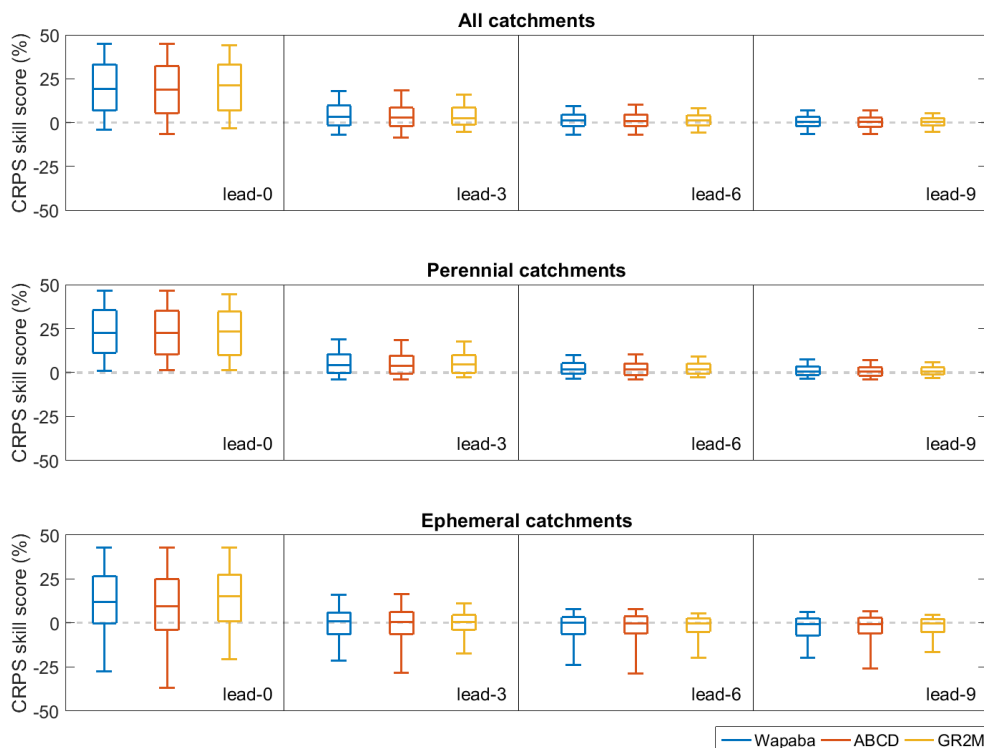 All catchments
CRPS skill score (%)
50
25
0
-25
-50
lead-0
lead-3
lead-6
lead-9
Perennial catchments
CRPS skill score (%)
50
25
0
-25
-50
lead-0
lead-3
lead-6
lead-9
Ephemeral catchments
CRPS skill score (%)
50
25
0
-25
-50
lead-0
lead-3
lead-6
lead-9
Wapaba ABCD GR2M